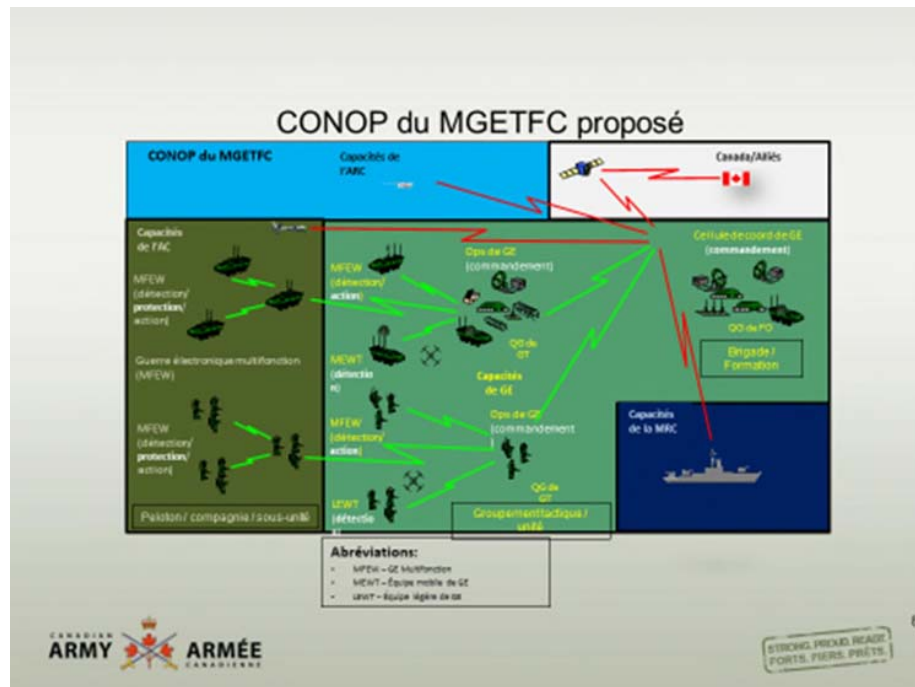 CONOP du MGETFC proposé
CONOP du MGETFC
Capacités de
l'ARC
Canada/Alliés
Capacités
de l'AC
MFEW
(détection/
protection/
action)
Guerre électronique multifonction
(MFEW)
MFEW
(détection/
protection/
action)
Peloton / compagnie / sous-unité
MFEW
(détection/
action)
MEWT
(détectio
n)
MFEW
(détection/
action)
LEWT
(détectio
Ops de GE
(commandement)
QG de
GT
Capacités
de GE
Ops de GE
(commandement
)
QG de
GT
Groupement tactique /
unité
Cellule de coord de GE
(commandement)
QG de FO
Brigade /
Formation
Capacités
de la MRC
Abréviations:
• MFEW – GE Multifonction
• MEWT – Équipe mobile de GE
• LEWT – Équipe légère de GE
CANADIAN
ARMY ARMÉE
CANADIENNE
STRONG. PROUD. READY.
FORTS. FIERS. PRÊTS.